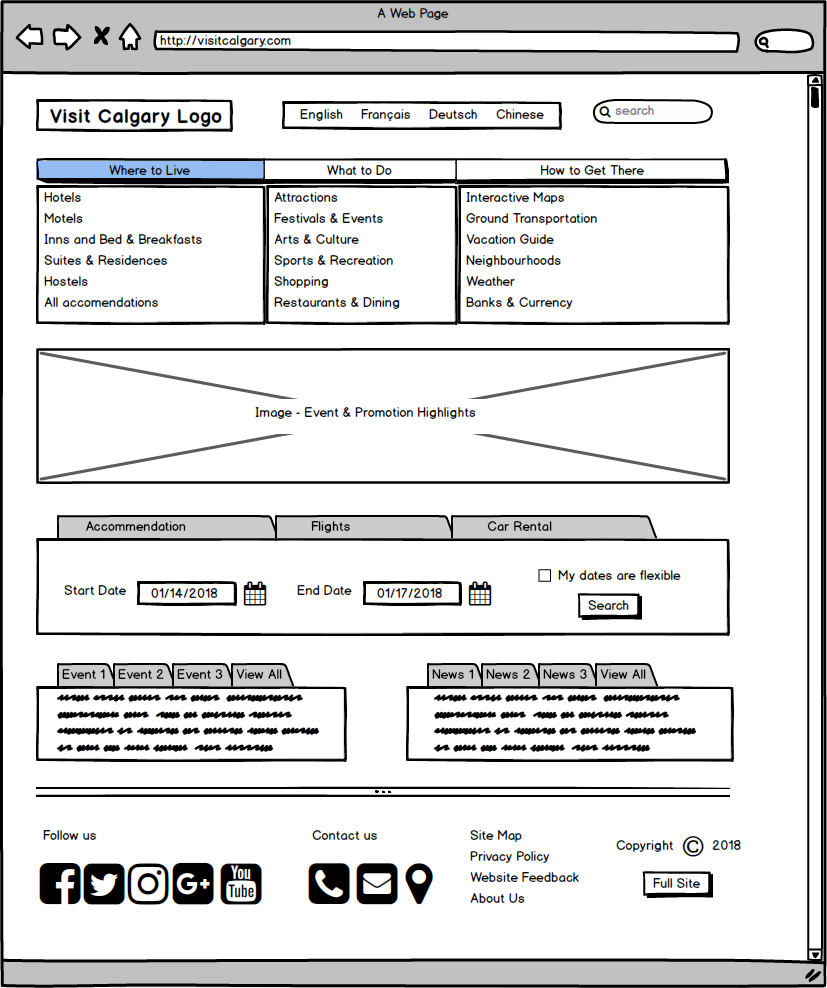 A Web Page
http://visitcalgary.com
Visit Calgary Logo
English Français Deutsch Chinese
search
Where to Live What to Do How to Get There
Hotels
Motels
Inns and Bed & Breakfasts
Suites & Residences
Hostels
All accomendations
Attractions
Festivals & Events
Arts & Culture
Sports & Recreation
Shopping
Restaurants & Dining
Interactive Maps
Ground Transportation
Vacation Guide
Neighbourhoods
Weather
Banks & Currency
Image - Event & Promotion Highlights
Accommendation Flights Car Rental
Start Date 01/14/2018 End Date 01/17/2018
My dates are flexible
Search
Event 1 Event 2 Event 3 View All
News 1 News 2 News 3 View All
Follow us
G+
You
Tube
Contact us
Site Map
Privacy Policy
Website Feedback
About Us
Copyright © 2018
Full Site